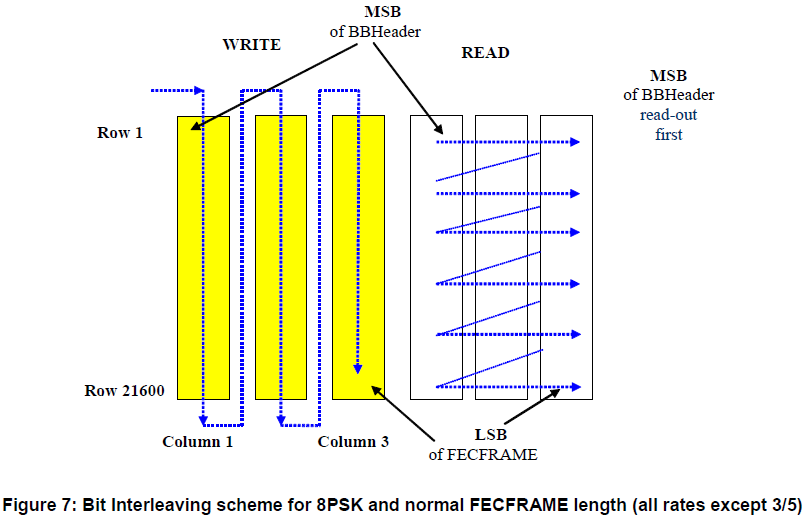 MSB
of BBHeader
WRITE
READ
MSB
of BBHeader
read-out
first
Row 1
Row 21600
Column 1
Column 3
LSB
of FECFRAME
Figure 7: Bit Interleaving scheme for 8PSK and normal FECFRAME length (all rates except 3/5)